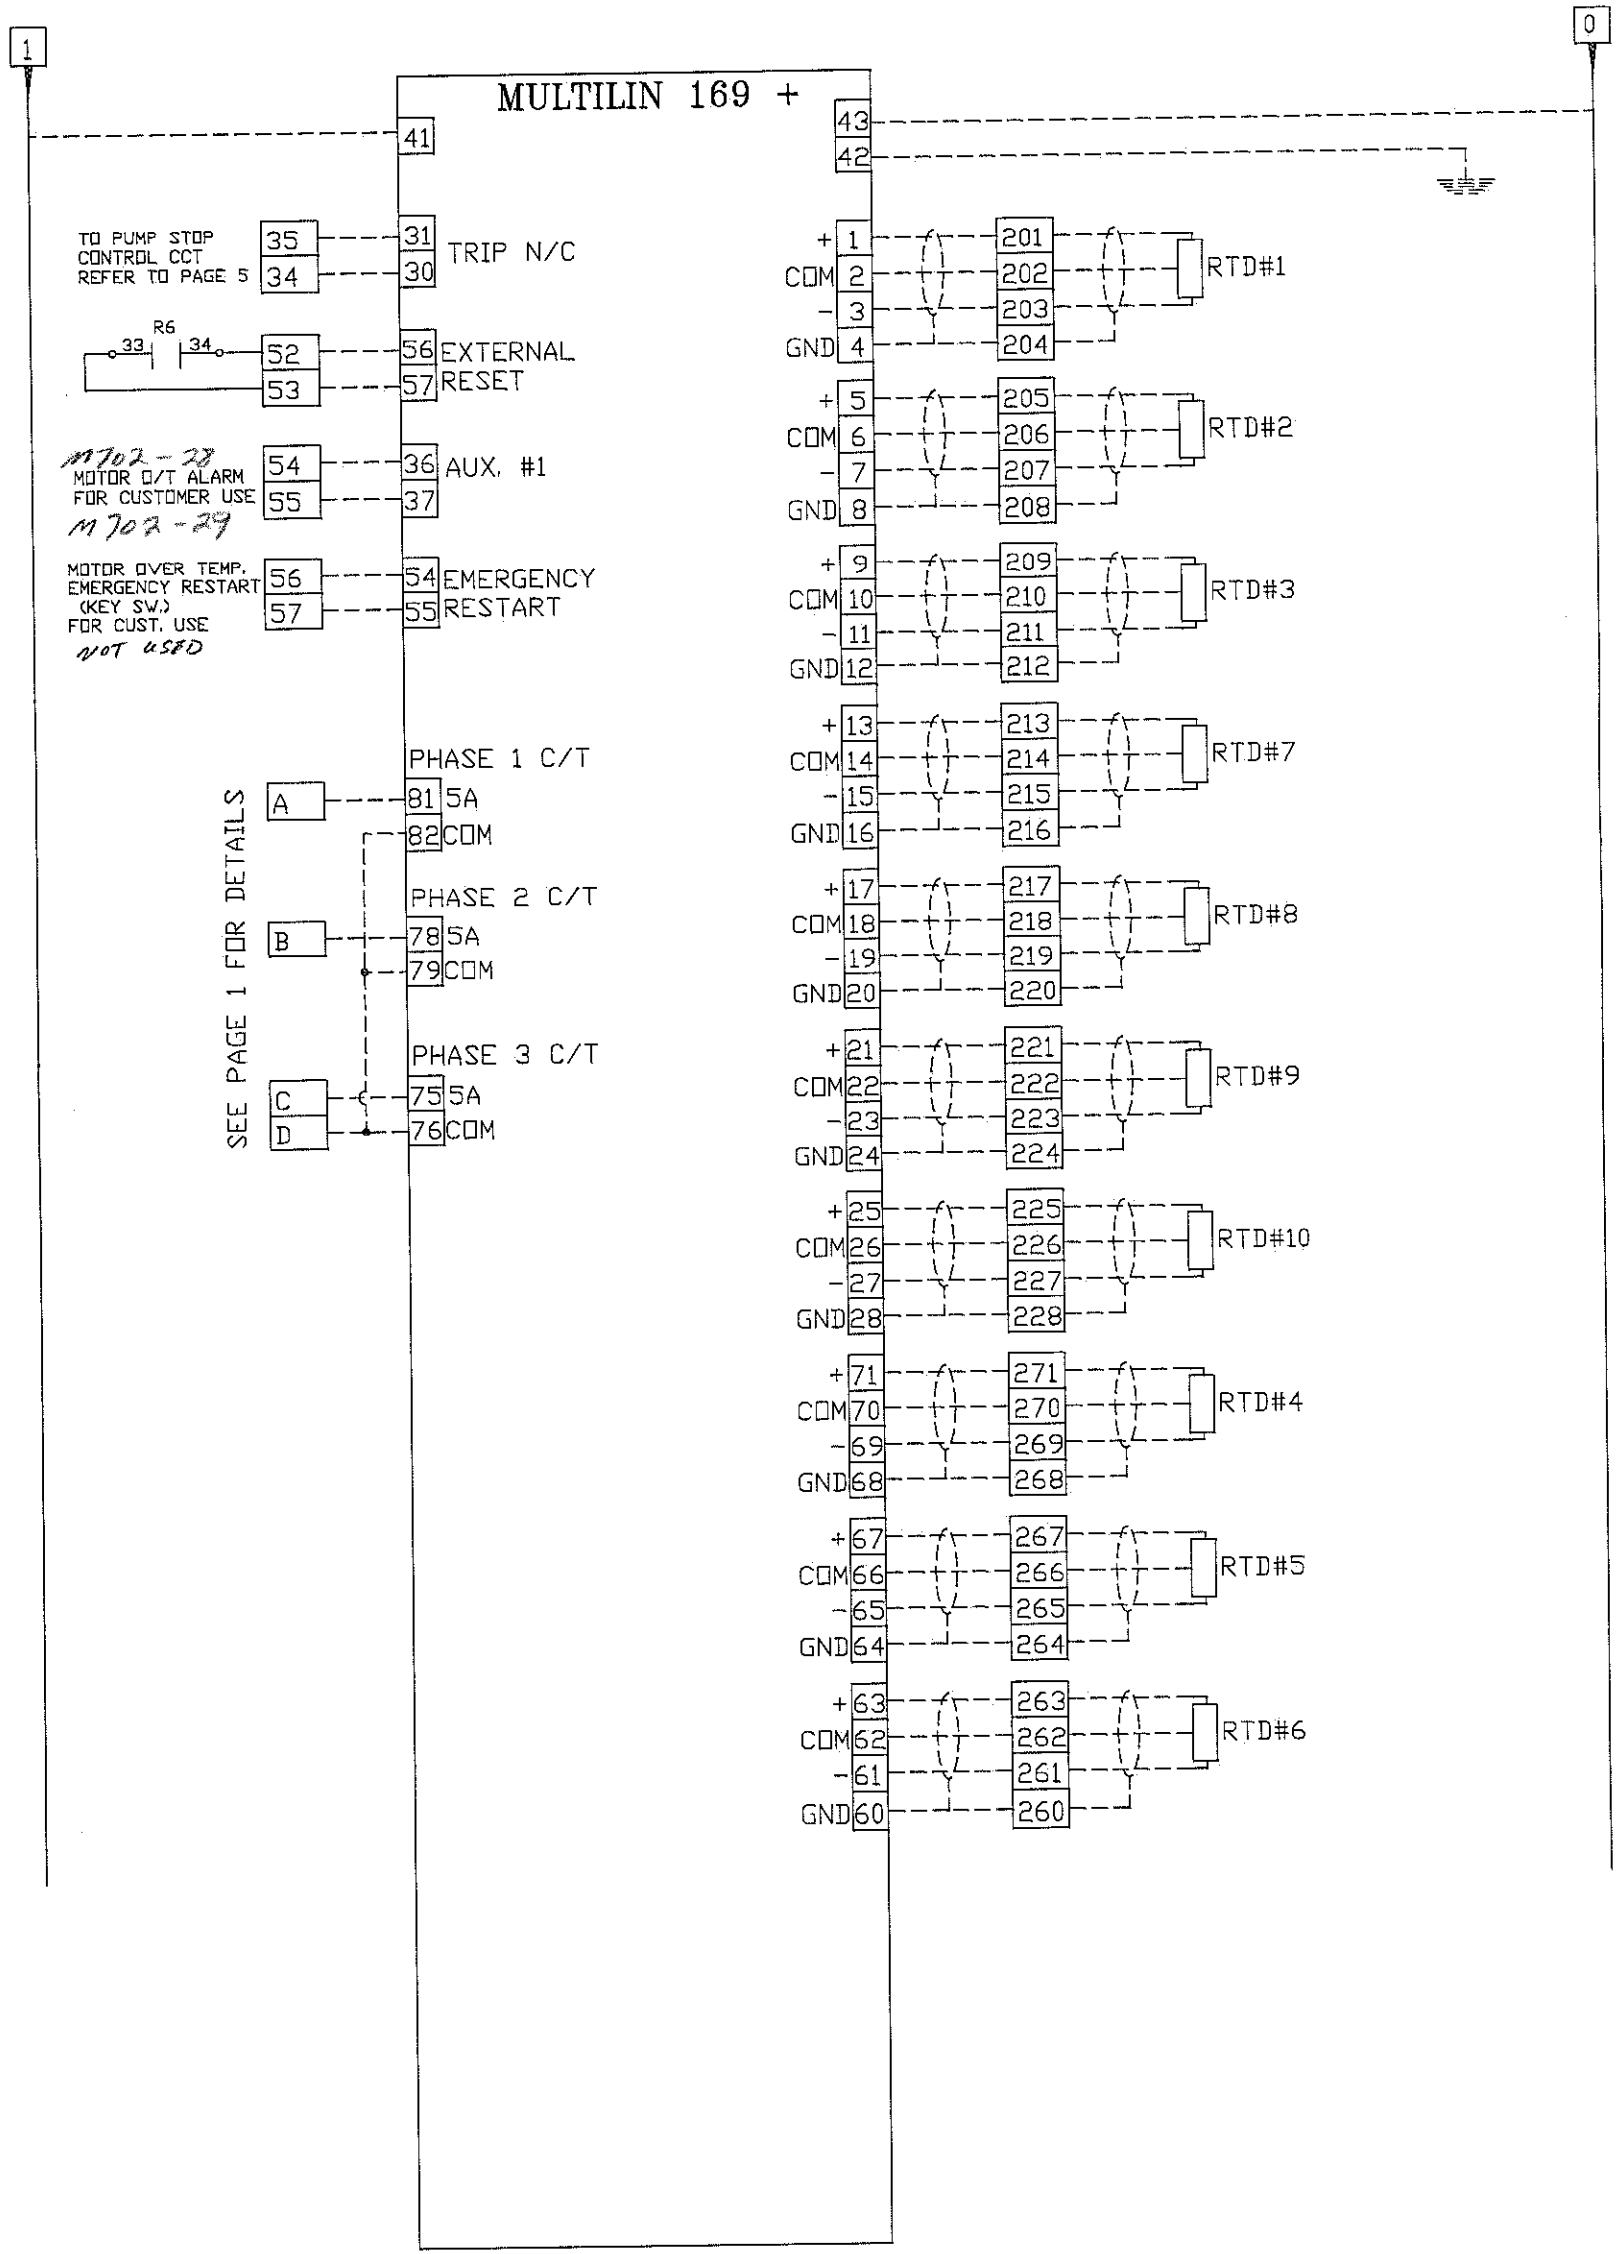 1
0
MULTILIN 169 +
41
43
42
TO PUMP STOP
CONTROL CCT
REFER TO PAGE 5
35
34
31
30
TRIP N/C
R6
33
34
52
53
56
57
EXTERNAL
RESET
M702-28
MOTOR O/T ALARM
FOR CUSTOMER USE
M702-29
54
55
36
37
AUX. #1
MOTOR OVER TEMP.
EMERGENCY RESTART
(KEY SW.)
FOR CUST. USE
NOT USED
56
57
54
55
EMERGENCY
RESTART
SEE PAGE 1 FOR DETAILS
PHASE 1 C/T
A
81 5A
82 COM
PHASE 2 C/T
B
78 5A
79 COM
PHASE 3 C/T
C
75 5A
D
76 COM
+ 1 201
COM 2 202
- 3 203
GND 4 204
RTD#1
+ 5 205
COM 6 206
- 7 207
GND 8 208
RTD#2
+ 9 209
COM 10 210
- 11 211
GND 12 212
RTD#3
+ 13 213
COM 14 214
- 15 215
GND 16 216
RTD#7
+ 17 217
COM 18 218
- 19 219
GND 20 220
RTD#8
+ 21 221
COM 22 222
- 23 223
GND 24 224
RTD#9
+ 25 225
COM 26 226
- 27 227
GND 28 228
RTD#10
+ 71 271
COM 70 270
- 69 269
GND 68 268
RTD#4
+ 67 267
COM 66 266
- 65 265
GND 64 264
RTD#5
+ 63 263
COM 62 262
- 61 261
GND 60 260
RTD#6